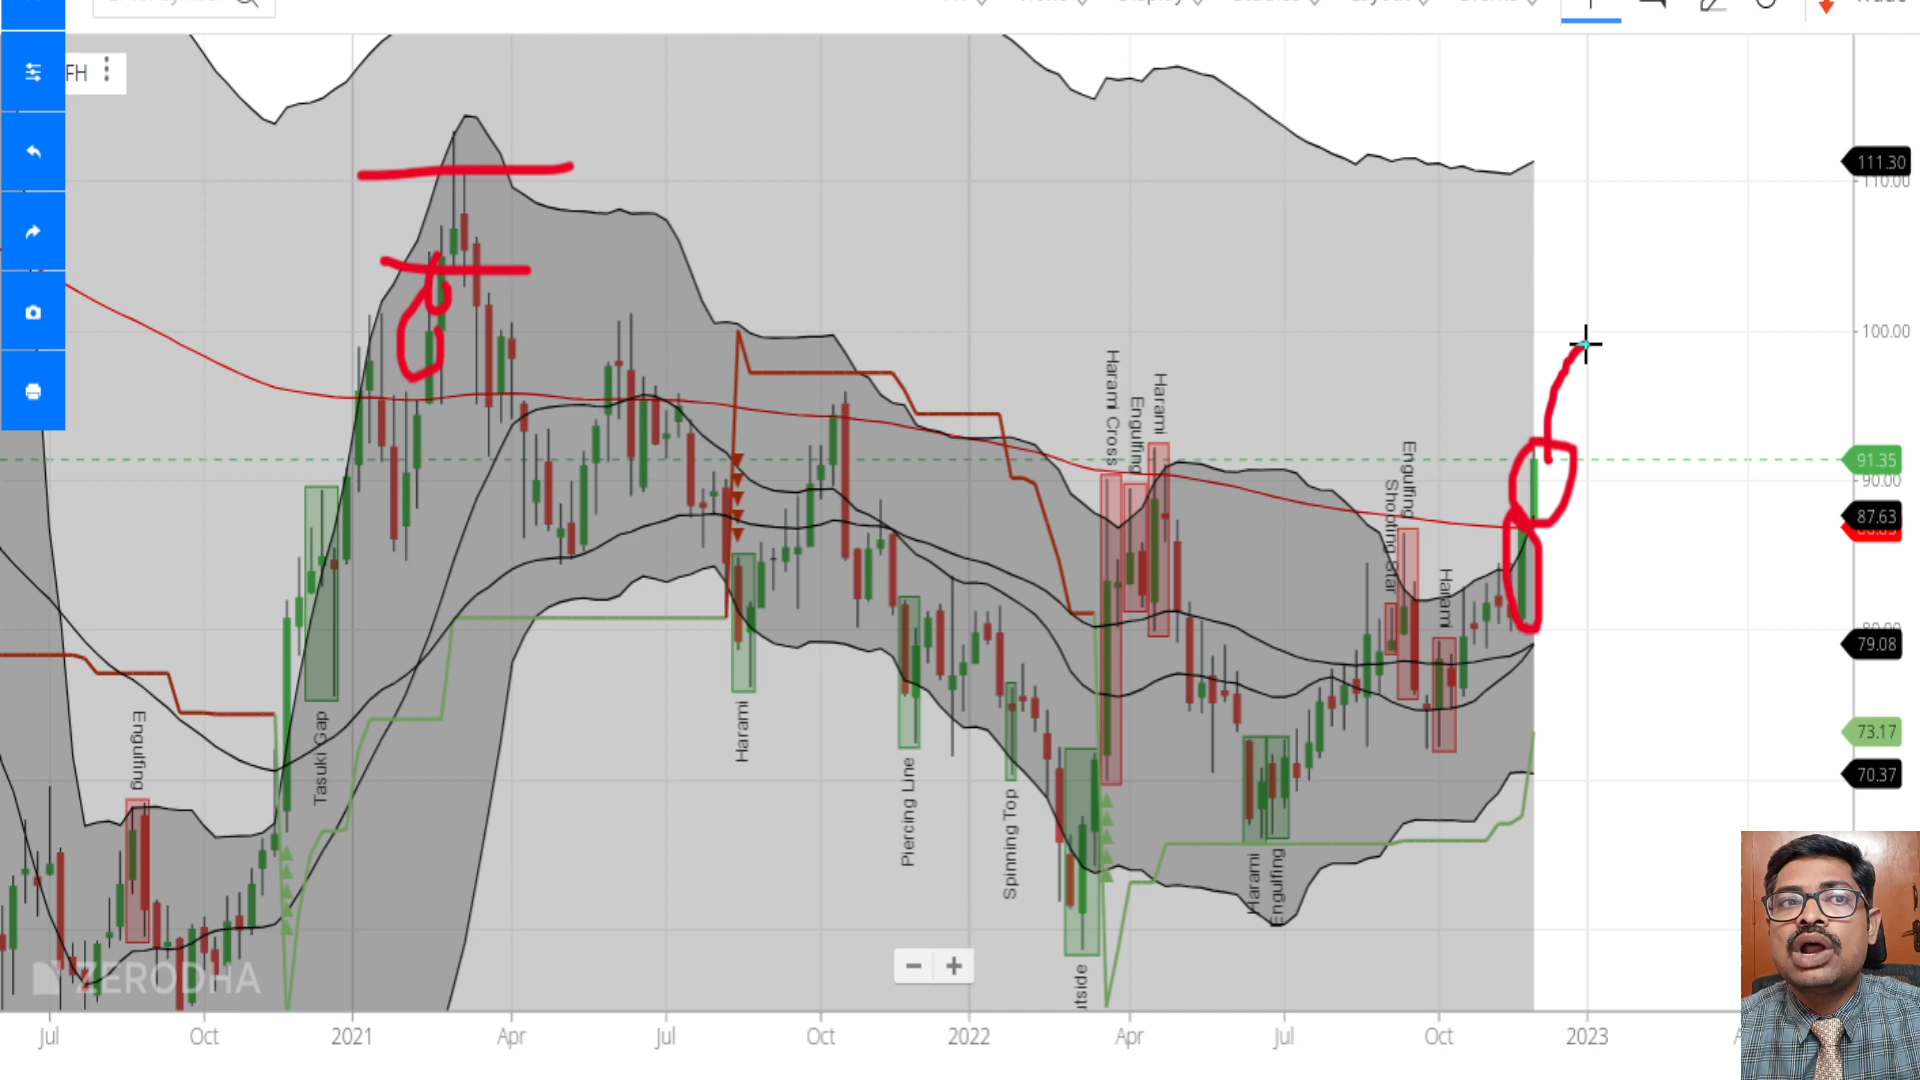 FH
111.30
110.00
100.00
91.35
90.00
87.63
79.08
73.17
70.37
Harami Cross
Engulfing
Harami
Engulfing
Shooting Star
Harami
Engulfing
Tasuki Gap
Harami
Piercing Line
Spinning Top
Harami
Engulfing
utside
ZERODHA
Jul
Oct
2021
Apr
Jul
Oct
2022
Apr
Jul
Oct
2023